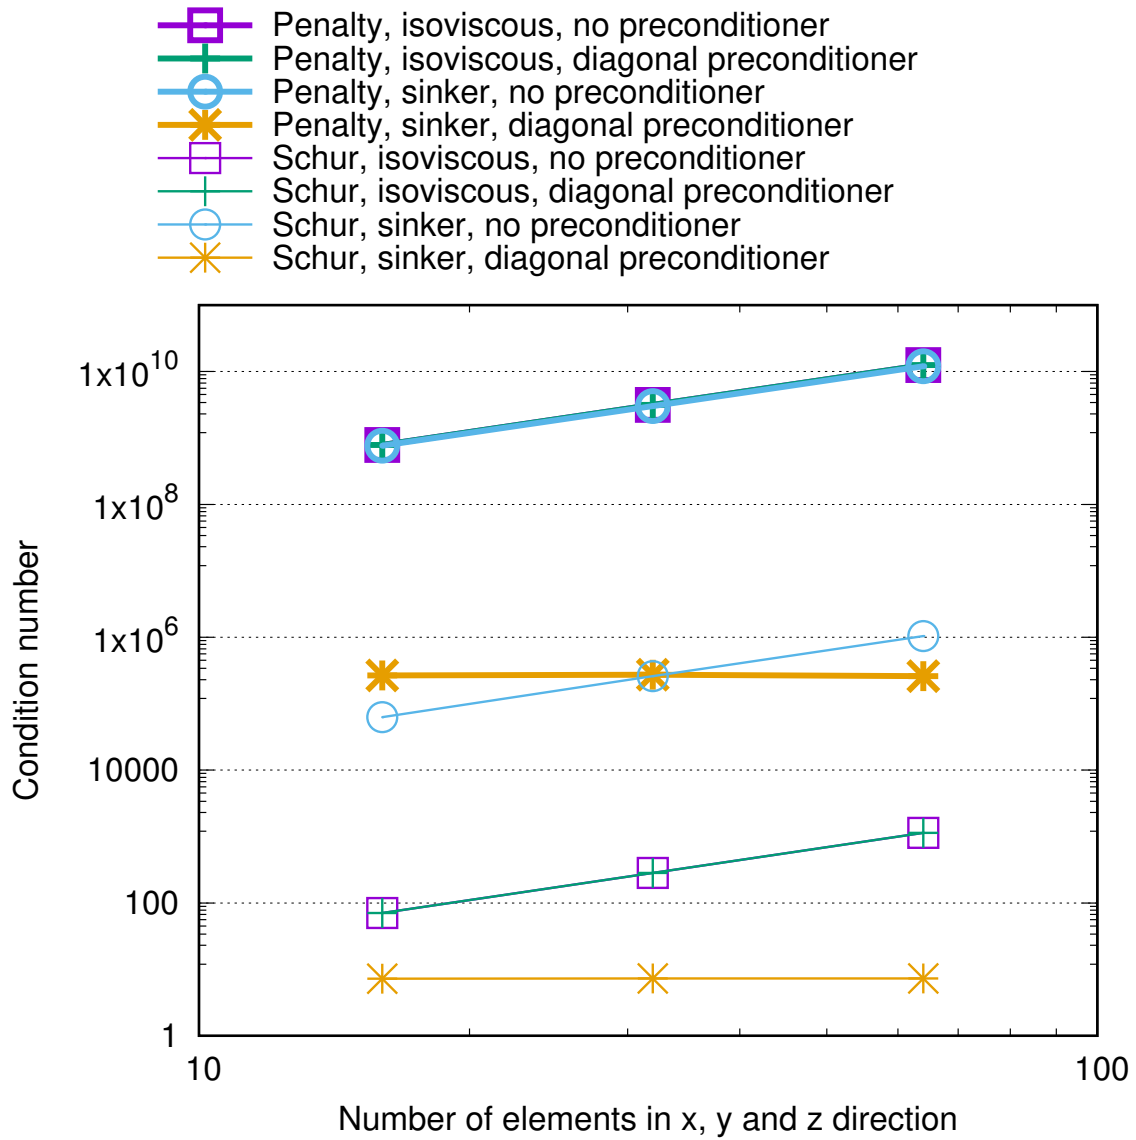 Penalty, isoviscous, no preconditioner
Penalty, isoviscous, diagonal preconditioner
Penalty, sinker, no preconditioner
Penalty, sinker, diagonal preconditioner
Schur, isoviscous, no preconditioner
Schur, isoviscous, diagonal preconditioner
Schur, sinker, no preconditioner
Schur, sinker, diagonal preconditioner
1x10^10
1x10^8
1x10^6
10000
100
1
Condition number
10
100
Number of elements in x, y and z direction